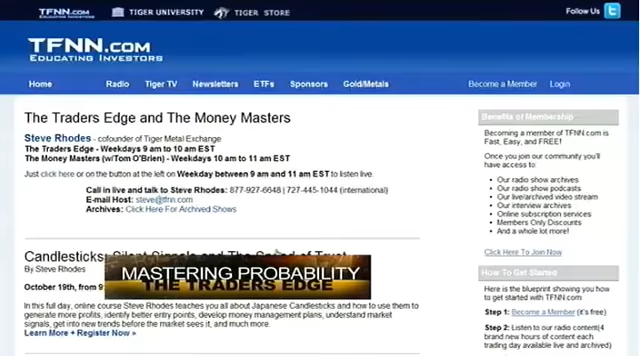 TFNN.COM TIGER UNIVERSITY TIGER STORE Follow Us
TFNN.COM
EDUCATING INVESTORS
Home Radio Tiger TV Newsletters ETFs Sponsors Gold/Metals Become a Member Login
The Traders Edge and The Money Masters
Steve Rhodes - cofounder of Tiger Metal Exchange
The Traders Edge - Weekdays 9 am to 10 am EST
The Money Masters (w/Tom O'Brien) - Weekdays 10 am to 11 am EST
Just click here or on the button at the left on Weekday between 9 am and 11 am EST to listen live.
Call in live and talk to Steve Rhodes: 877-927-6648 | 727-445-1044 (international)
E-mail Host: steve@tfnn.com
Archives: Click Here For Archived Shows
Candlesticks: Silent Signals and The Speed of Trust
By Steve Rhodes
October 19th, from 9
MASTERING PROBABILITY
THE TRADERS EDGE
In this full day, online course Steve Rhodes teaches you all about Japanese Candlesticks and how to use them to
generate more profits, identify better entry points, develop money management plans, understand market
signals, get into new trends before the market sees it, and much more.
Learn More + Register Now »
Benefits of Membership
Becoming a member of TFNN.com is
Fast, Easy, and FREE!
Once you join our community you'll
have access to:
• Our radio show archives
• Our radio show podcasts
• Our live/archived video stream
• Our interview archives
• Online subscription services
• Members Only Discounts
• And a whole lot more!
Click Here To Join Now
How To Get Started
Here is the blueprint showing you how
to get started with TFNN.com
Step 1: Become a Member (it's free)
Step 2: Listen to our radio content(4
brand new hours of content each
trading day available live and archived)